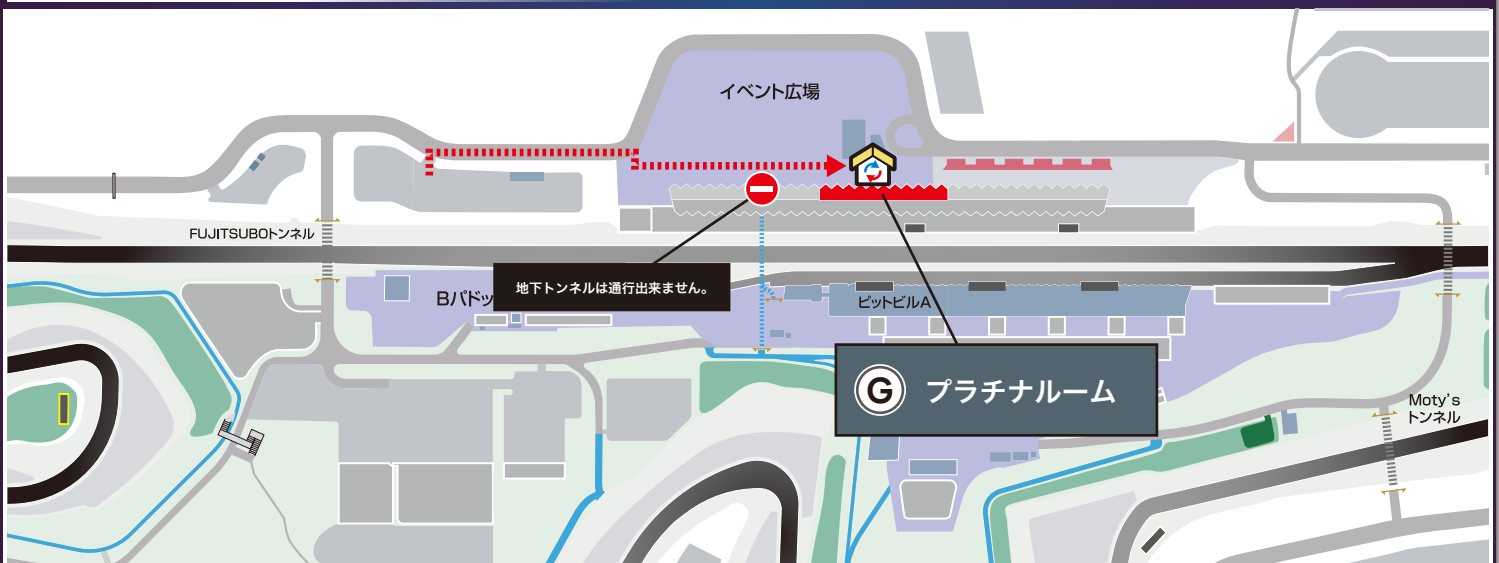 イベント広場
FUJITSUBOトンネル
地下トンネルは通行出来ません。
Bパドッ
ピットビルA
G プラチナルーム
Moty's
トンネル